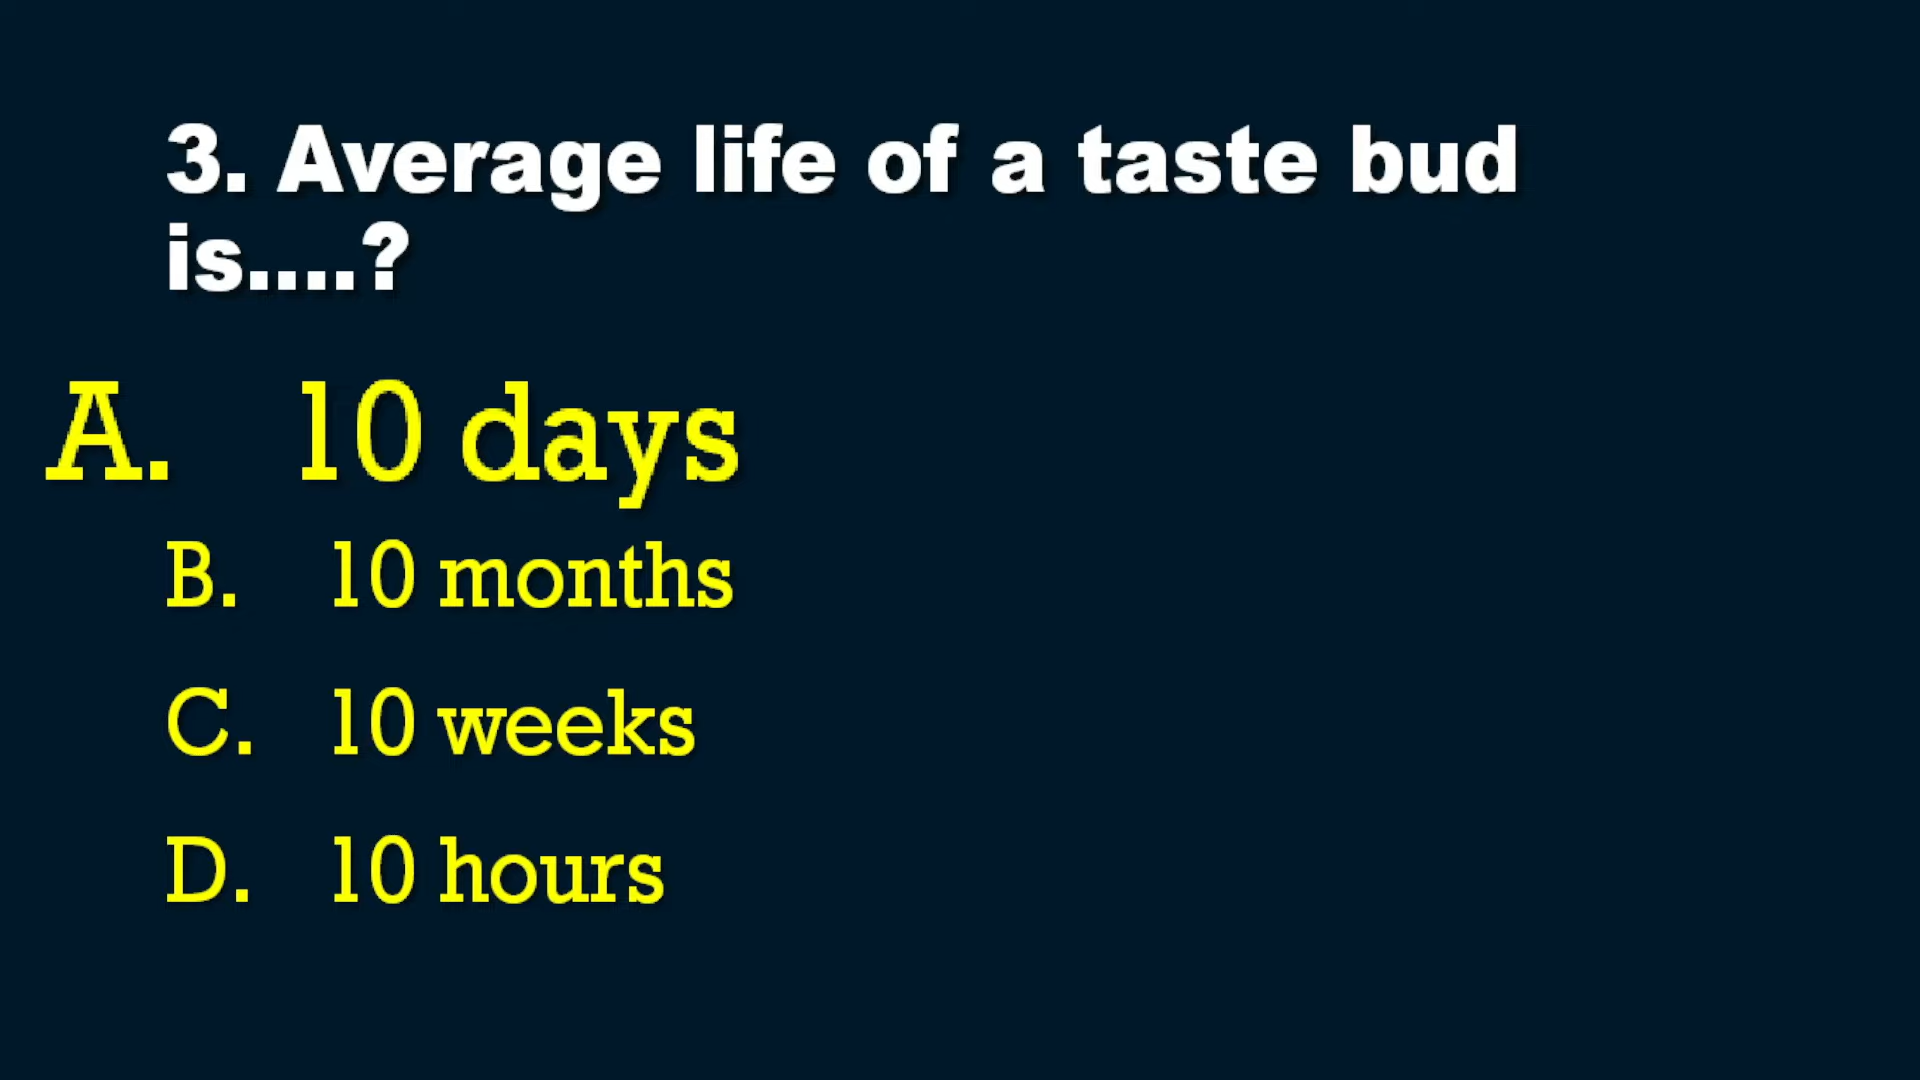 3. Average life of a taste bud
is....?
A. 10 days
B. 10 months
C. 10 weeks
D. 10 hours